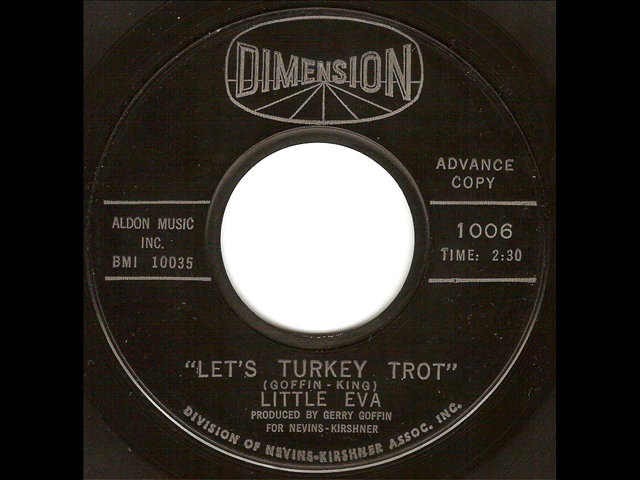 DIMENSION
ADVANCE
COPY
ALDON MUSIC
INC.
BMI 10035
1006
TIME: 2:30
"LET'S TURKEY TROT"
(GOFFIN - KING)
LITTLE EVA
PRODUCED BY GERRY GOFFIN
FOR NEVINS-KIRSHNER
DIVISION OF NEVINS-KIRSHNER ASSOC. INC.